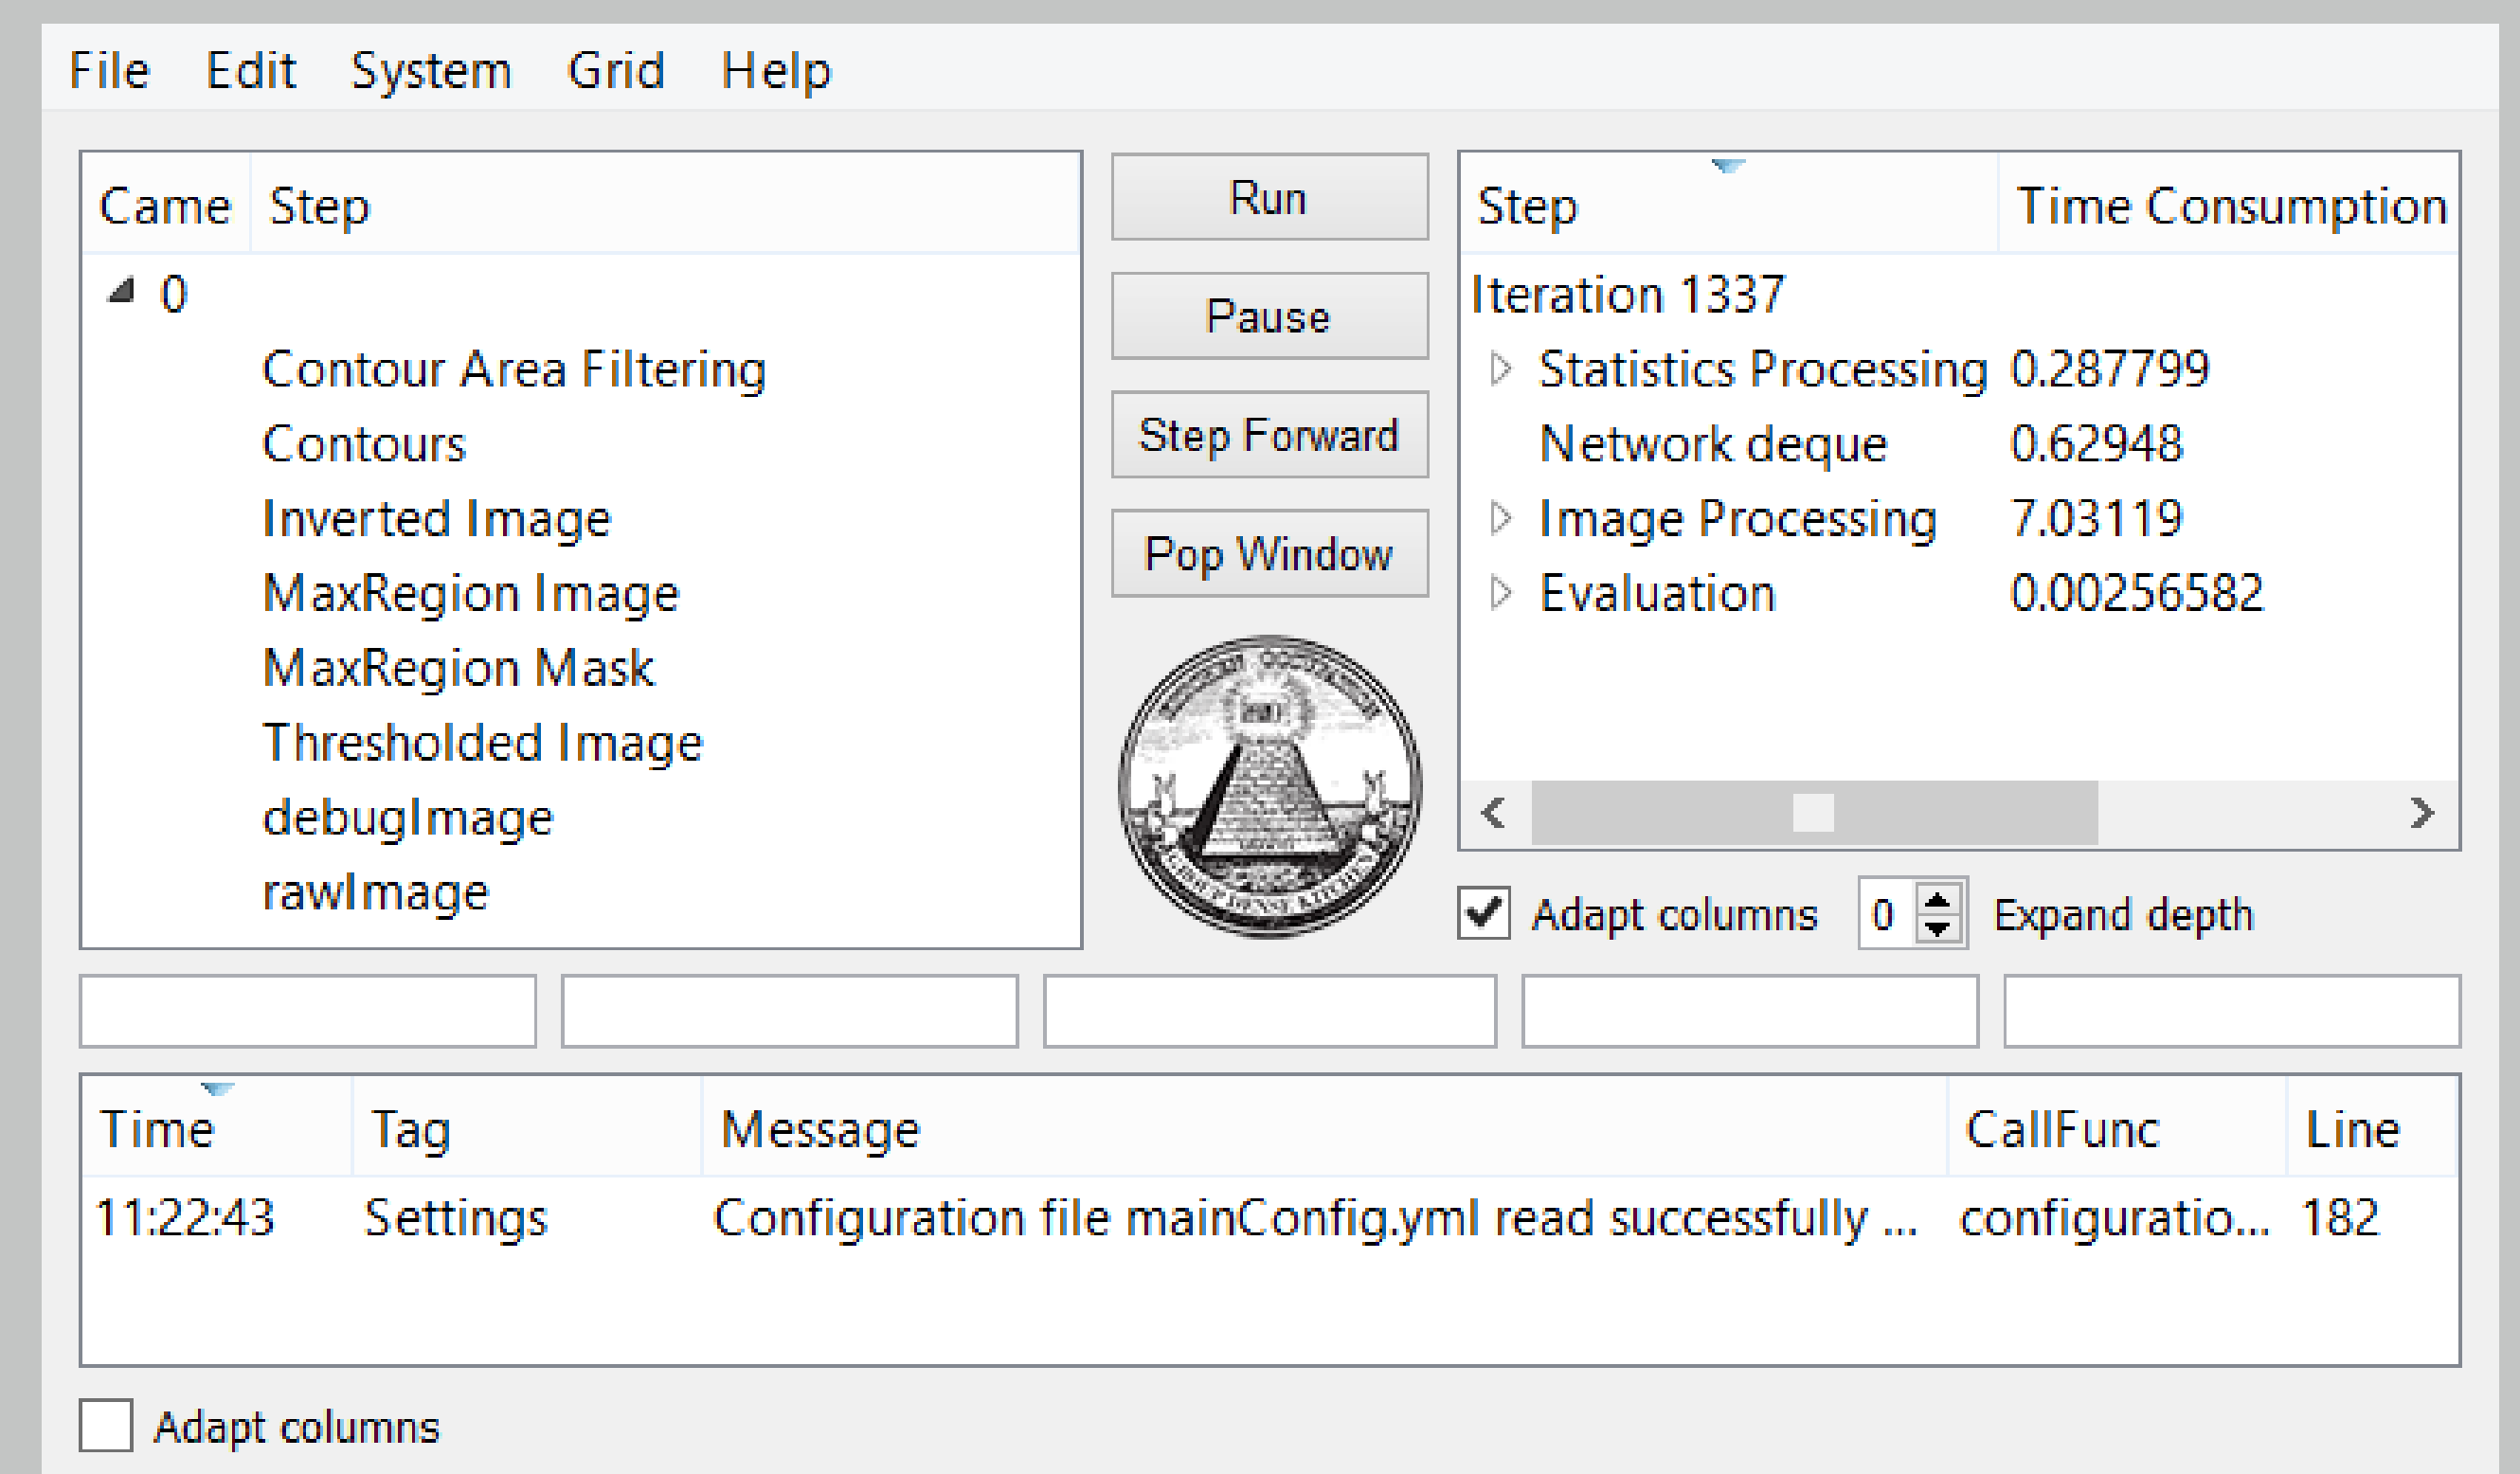 File Edit System Grid Help
Came Step
0
Contour Area Filtering
Contours
Inverted Image
MaxRegion Image
MaxRegion Mask
Thresholded Image
debugImage
rawImage
Run
Pause
Step Forward
Pop Window
Step Time Consumption
Iteration 1337
Statistics Processing 0.287799
Network deque 0.62948
Image Processing 7.03119
Evaluation 0.00256582
Adapt columns 0 Expand depth
Time Tag Message CallFunc Line
11:22:43 Settings Configuration file mainConfig.yml read successfully ... configuratio... 182
Adapt columns